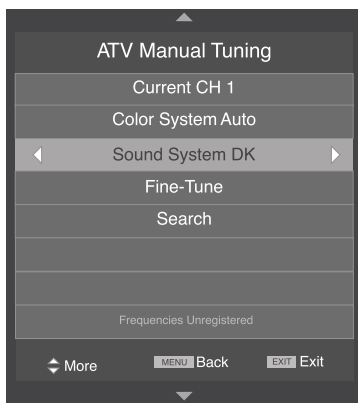 ATV Manual Tuning
Current CH 1
Color System Auto
Sound System DK
Fine-Tune
Search
Frequencies Unregistered
More MENU Back EXIT Exit